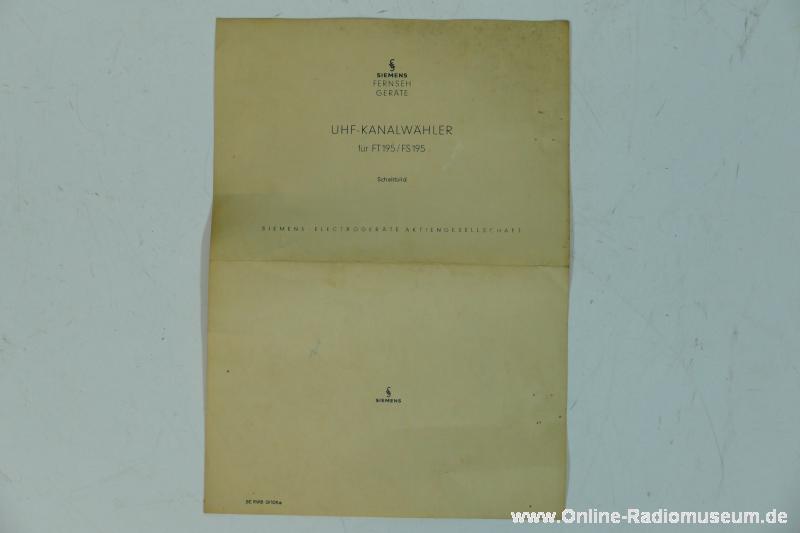 SIEMENS
FERNSEH
GERÄTE
UHF-KANALWÄHLER
für FT195/FS195
Schaltbild
SIEMENS-ELECTROGERÄTE AKTIENGESELLSCHAFT
SIEMENS
www.Online-Radiomuseum.de